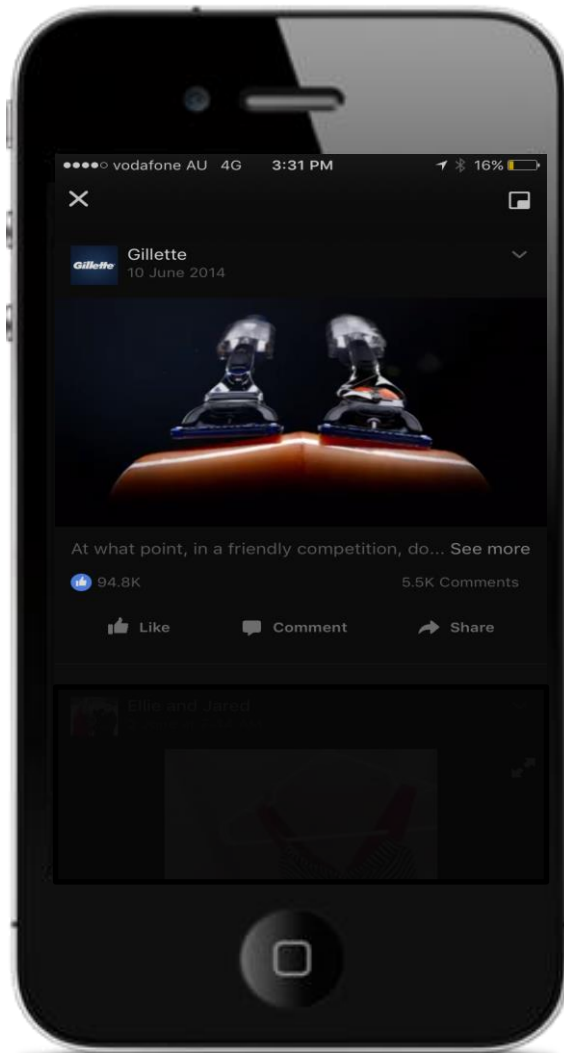 vodafone AU 4G 3:31 PM 16%
Gillette
Gillette
10 June 2014
At what point, in a friendly competition, do... See more
94.8K 5.5K Comments
Like Comment Share
Ellie and Jared